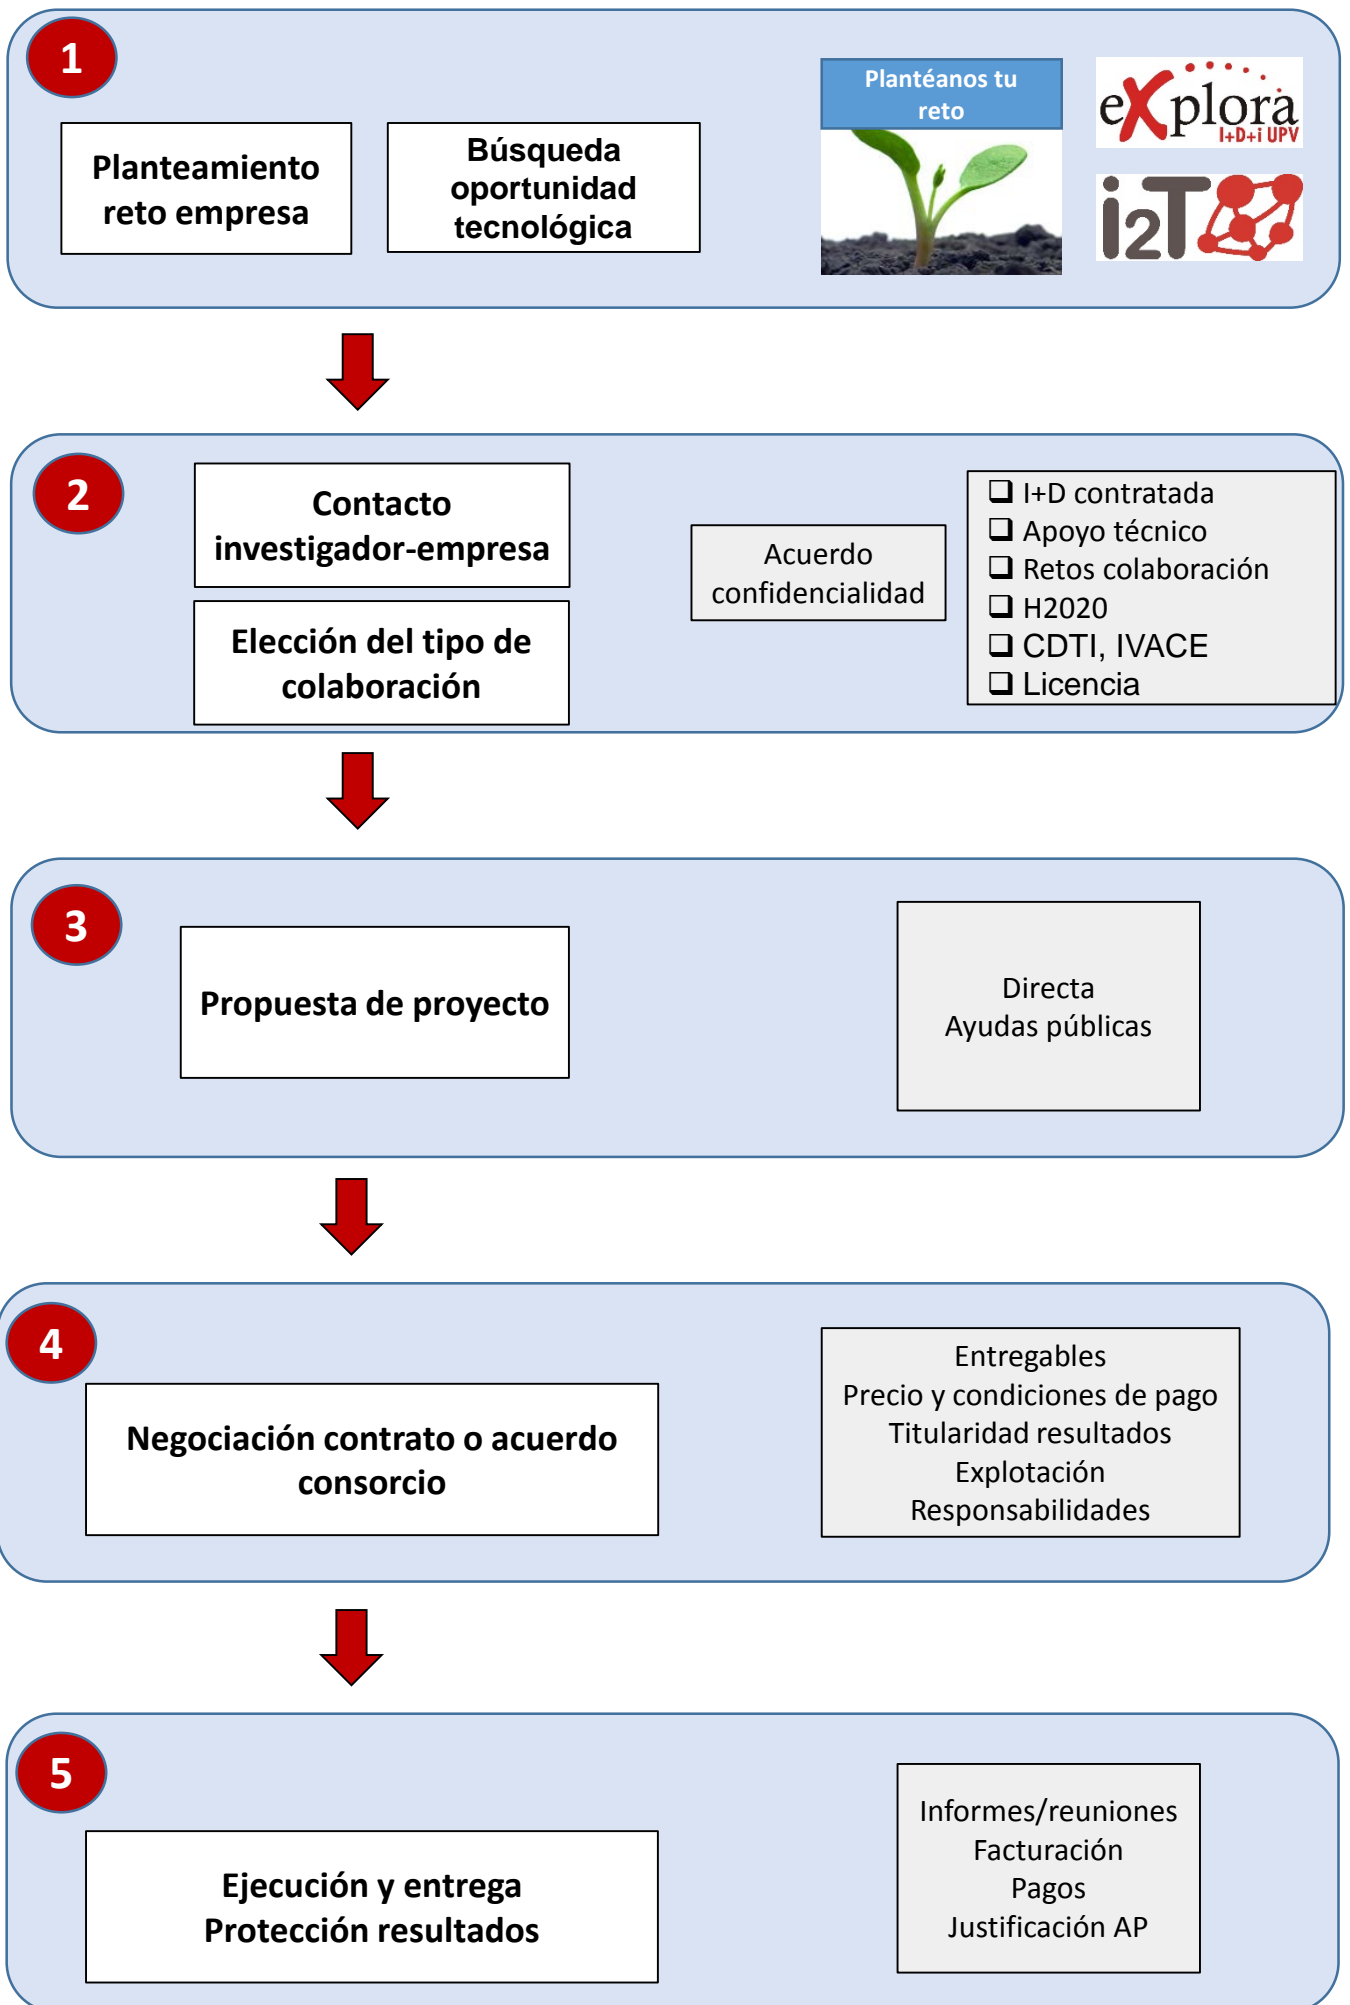 1
Planteamiento
reto empresa
Búsqueda
oportunidad
tecnológica
Plantéanos tu
reto
eXplora
I+D+i UPV
i2T
2
Contacto
investigador-empresa
Elección del tipo de
colaboración
Acuerdo
confidencialidad
❑ I+D contratada
❑ Apoyo técnico
❑ Retos colaboración
❑ H2020
❑ CDTI, IVACE
❑ Licencia
3
Propuesta de proyecto
Directa
Ayudas públicas
4
Negociación contrato o acuerdo
consorcio
Entregables
Precio y condiciones de pago
Titularidad resultados
Explotación
Responsabilidades
5
Ejecución y entrega
Protección resultados
Informes/reuniones
Facturación
Pagos
Justificación AP